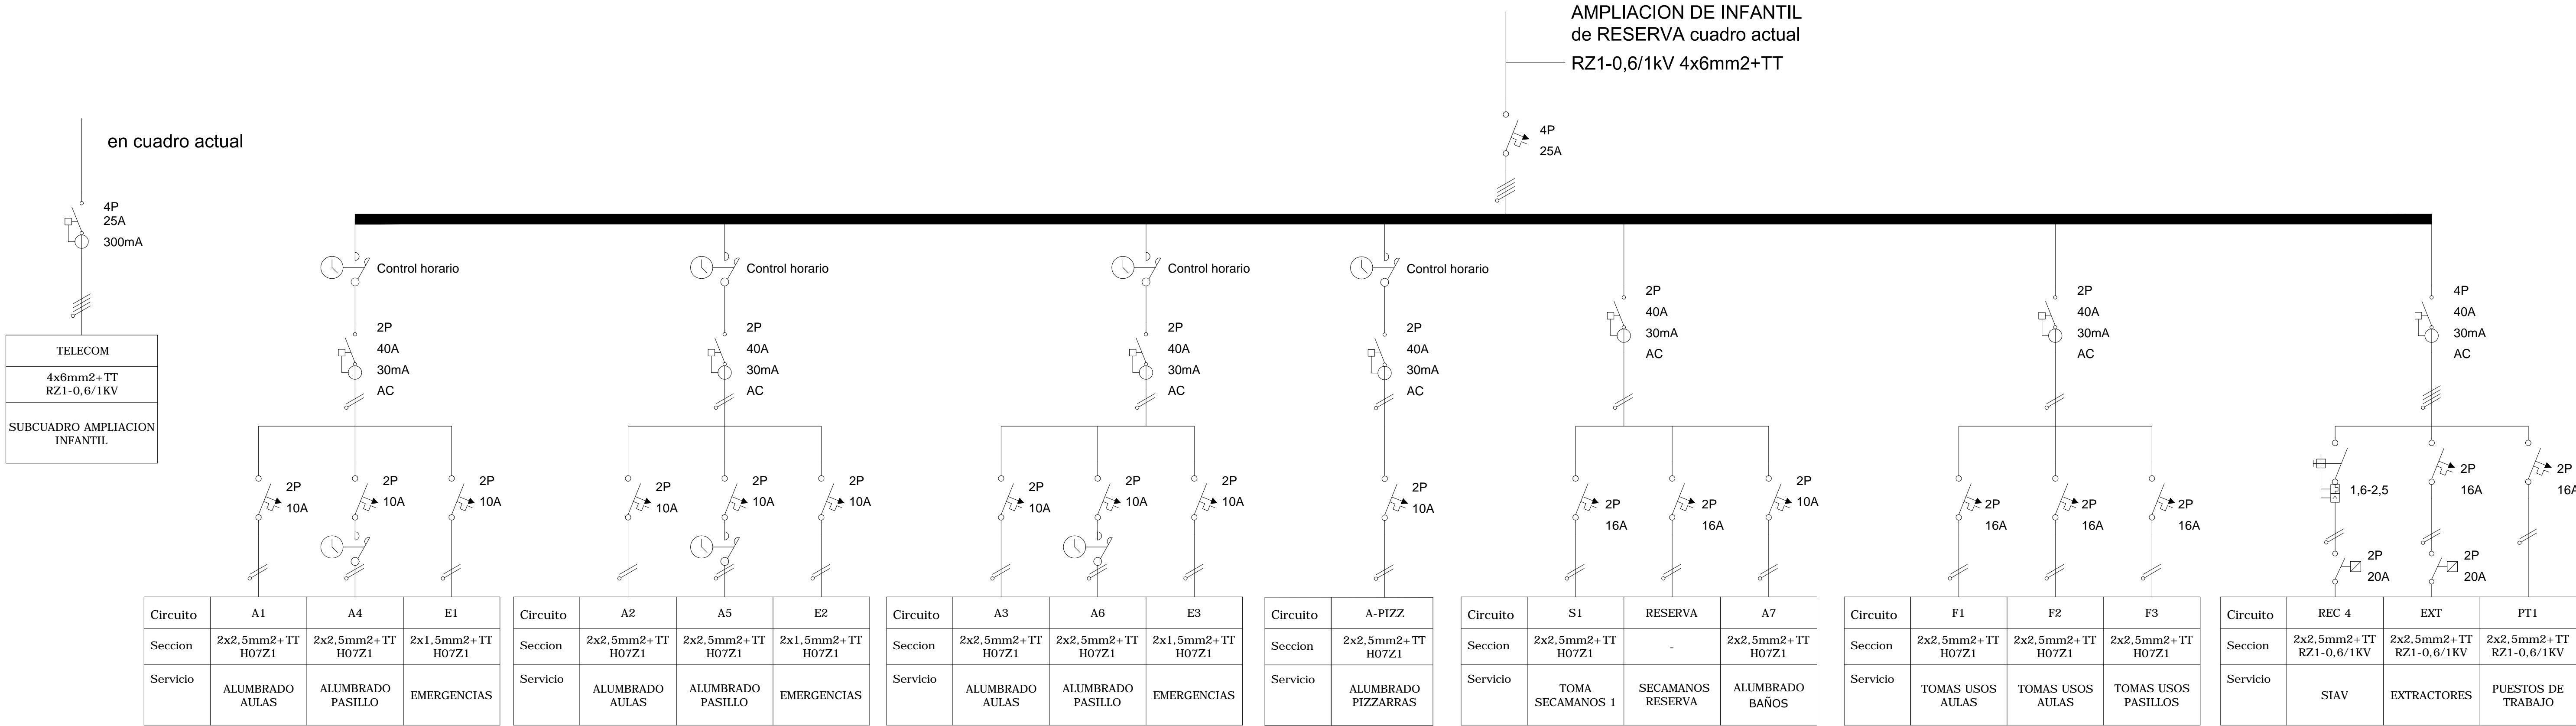 AMPLIACION DE INFANTIL
de RESERVA cuadro actual
RZ1-0,6/1kV 4x6mm2+TT
4P
25A
en cuadro actual
4P
25A
300mA
TELECOM
4x6mm2+TT
RZ1-0,6/1KV
SUBCUADRO AMPLIACION
INFANTIL
Control horario
2P
40A
30mA
AC
2P
10A
2P
10A
2P
10A
Circuito A1 A4 E1
Seccion 2x2,5mm2+TT H07Z1 2x2,5mm2+TT H07Z1 2x1,5mm2+TT H07Z1
Servicio ALUMBRADO AULAS ALUMBRADO PASILLO EMERGENCIAS
Control horario
2P
40A
30mA
AC
2P
10A
2P
10A
2P
10A
Circuito A2 A5 E2
Seccion 2x2,5mm2+TT H07Z1 2x2,5mm2+TT H07Z1 2x1,5mm2+TT H07Z1
Servicio ALUMBRADO AULAS ALUMBRADO PASILLO EMERGENCIAS
Control horario
2P
40A
30mA
AC
2P
10A
2P
10A
2P
10A
Circuito A3 A6 E3
Seccion 2x2,5mm2+TT H07Z1 2x2,5mm2+TT H07Z1 2x1,5mm2+TT H07Z1
Servicio ALUMBRADO AULAS ALUMBRADO PASILLO EMERGENCIAS
Control horario
2P
40A
30mA
AC
2P
10A
Circuito A-PIZZ
Seccion 2x2,5mm2+TT H07Z1
Servicio ALUMBRADO PIZZARRAS
2P
40A
30mA
AC
2P
16A
2P
16A
2P
10A
Circuito S1 RESERVA A7
Seccion 2x2,5mm2+TT H07Z1 - 2x2,5mm2+TT H07Z1
Servicio TOMA SECAMANOS 1 SECAMANOS RESERVA ALUMBRADO BAÑOS
2P
40A
30mA
AC
2P
16A
2P
16A
2P
16A
Circuito F1 F2 F3
Seccion 2x2,5mm2+TT H07Z1 2x2,5mm2+TT H07Z1 2x2,5mm2+TT H07Z1
Servicio TOMAS USOS AULAS TOMAS USOS AULAS TOMAS USOS PASILLOS
4P
40A
30mA
AC
1,6-2,5
2P
20A
2P
16A
2P
20A
2P
16A
Circuito REC 4 EXT PT1
Seccion 2x2,5mm2+TT RZ1-0,6/1KV 2x2,5mm2+TT RZ1-0,6/1KV 2x2,5mm2+TT RZ1-0,6/1KV
Servicio SIAV EXTRACTORES PUESTOS DE TRABAJO